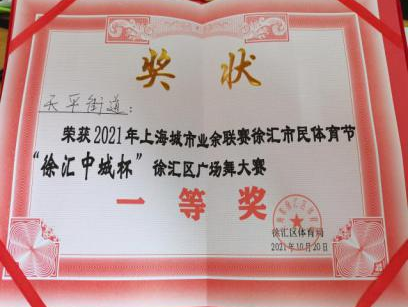 奖状
天平街道：
荣获2021年上海城市业余联赛徐汇市民体育节
“徐汇中城杯”徐汇区广场舞大赛
一等奖
徐汇区体育局
2021年10月20日